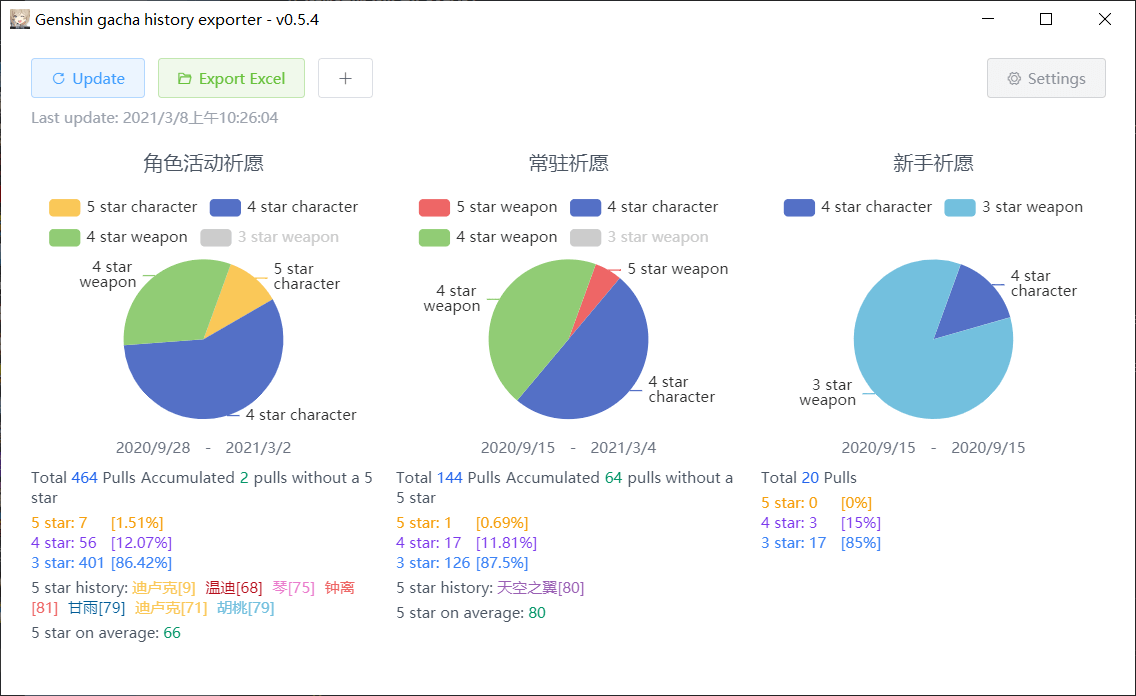 Genshin gacha history exporter - v0.5.4
Update
Export Excel
+
Settings
Last update: 2021/3/8上午10:26:04
角色活动祈愿
5 star character
4 star character
4 star weapon
3 star weapon
4 star
weapon
5 star
character
4 star character
2020/9/28 - 2021/3/2
Total 464 Pulls Accumulated 2 pulls without a 5
star
5 star: 7 [1.51%]
4 star: 56 [12.07%]
3 star: 401 [86.42%]
5 star history: 迪卢克[9] 温迪[68] 琴[75] 钟离
[81] 甘雨[79] 迪卢克[71] 胡桃[79]
5 star on average: 66
常驻祈愿
5 star weapon
4 star character
4 star weapon
3 star weapon
5 star weapon
4 star
weapon
4 star
character
2020/9/15 - 2021/3/4
Total 144 Pulls Accumulated 64 pulls without a
5 star
5 star: 1 [0.69%]
4 star: 17 [11.81%]
3 star: 126 [87.5%]
5 star history: 天空之翼[80]
5 star on average: 80
新手祈愿
4 star character
3 star weapon
4 star
character
3 star
weapon
2020/9/15 - 2020/9/15
Total 20 Pulls
5 star: 0 [0%]
4 star: 3 [15%]
3 star: 17 [85%]